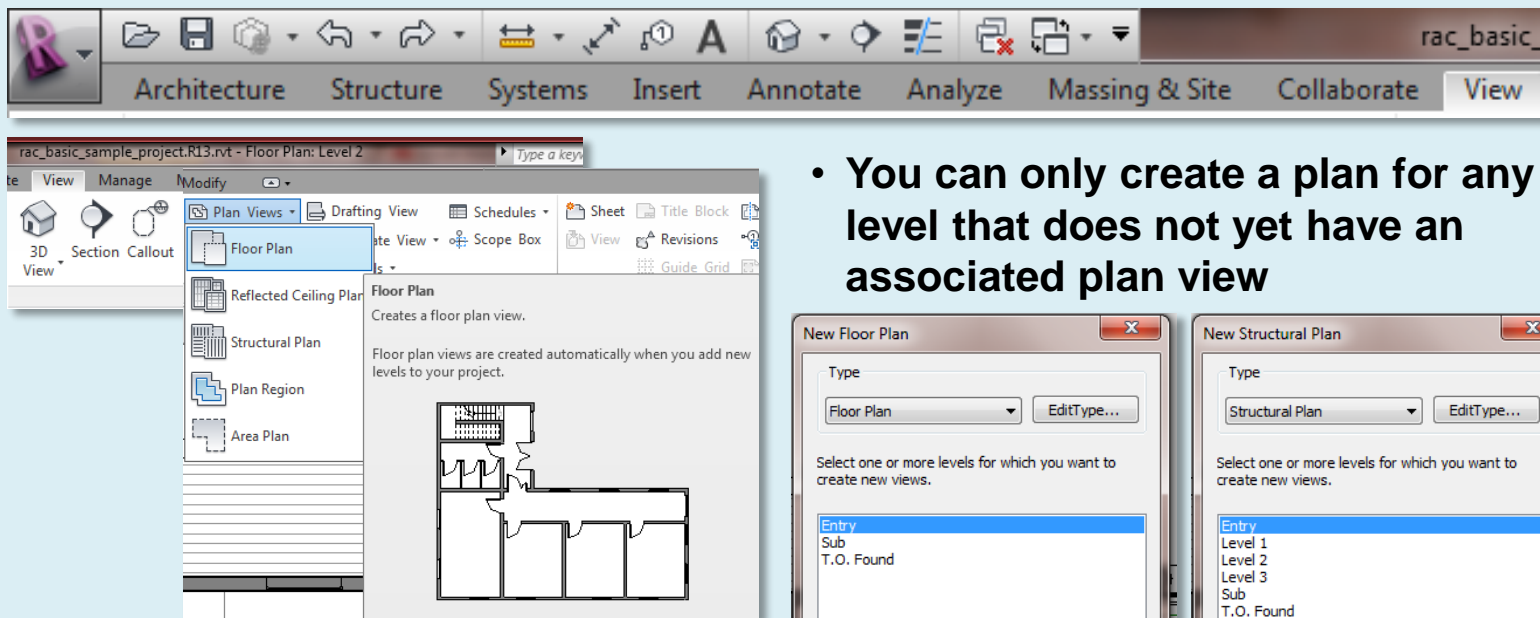 rac_basic_
Architecture Structure Systems Insert Annotate Analyze Massing & Site Collaborate View
rac_basic_sample_project.R13.rvt - Floor Plan: Level 2 Type a keyw
te View Manage Modify
3D View Section Callout
Plan Views Drafting View Schedules Sheet Title Block
Floor Plan ate View Scope Box View Revisions
ls Guide Grid
Reflected Ceiling Plan
Structural Plan
Plan Region
Area Plan
Floor Plan
Creates a floor plan view.
Floor plan views are created automatically when you add new
levels to your project.
• You can only create a plan for any
level that does not yet have an
associated plan view
New Floor Plan
Type
Floor Plan EditType...
Select one or more levels for which you want to
create new views.
Entry
Sub
T.O. Found
New Structural Plan
Type
Structural Plan EditType...
Select one or more levels for which you want to
create new views.
Entry
Level 1
Level 2
Level 3
Sub
T.O. Found